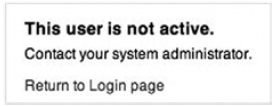 This user is not active.
Contact your system administrator.
Return to Login page